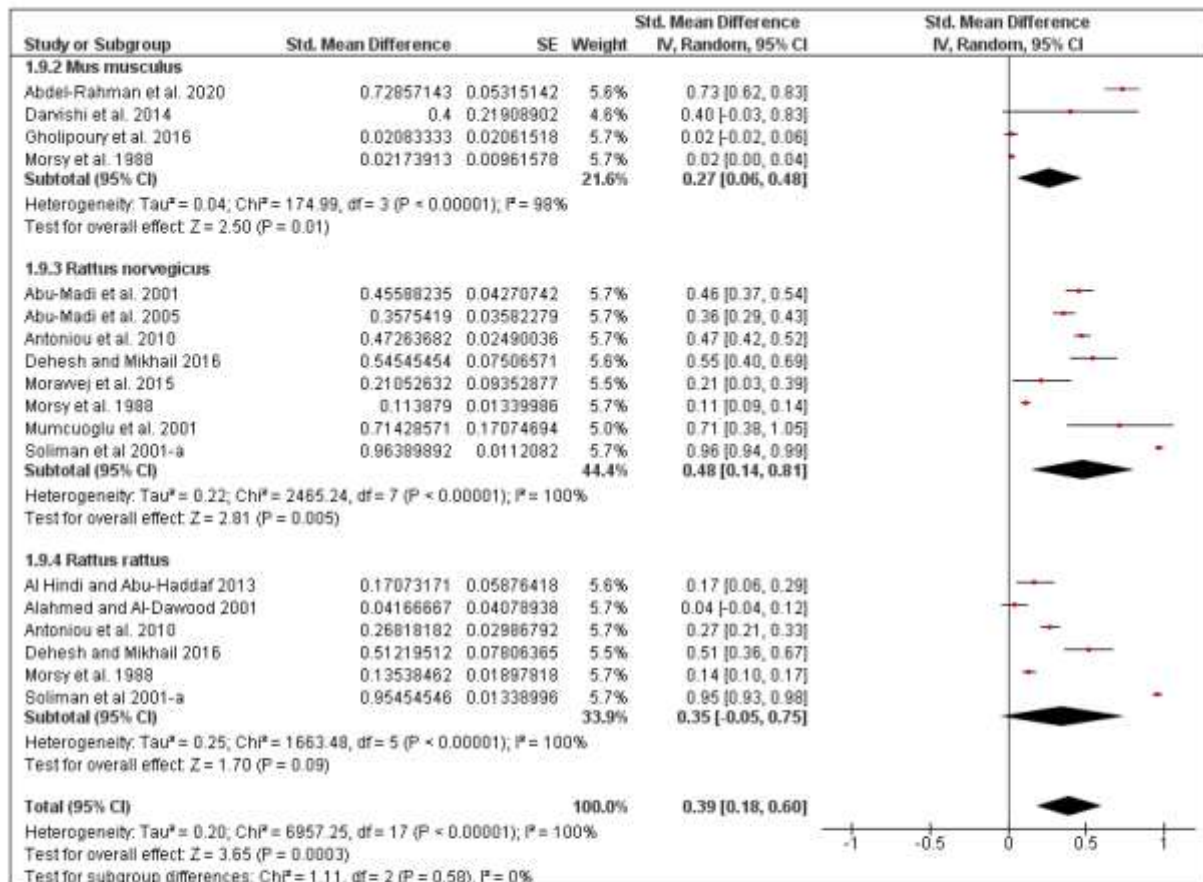 Std. Mean Difference Std. Mean Difference
Study or Subgroup Std. Mean Difference SE Weight IV, Random, 95% CI IV, Random, 95% CI
1.9.2 Mus musculus
Abdel-Rahman et al. 2020 0.72857143 0.05315142 5.6% 0.73 [0.62, 0.83]
Darvishi et al. 2014 0.4 0.21908902 4.6% 0.40 [-0.03, 0.83]
Gholipoury et al. 2016 0.02083333 0.02061518 5.7% 0.02 [-0.02, 0.06]
Morsy et al. 1988 0.02173913 0.00961578 5.7% 0.02 [0.00, 0.04]
Subtotal (95% CI) 21.6% 0.27 [0.06, 0.48]
Heterogeneity: Tau² = 0.04; Chi² = 174.99, df = 3 (P < 0.00001); I² = 98%
Test for overall effect: Z = 2.50 (P = 0.01)
1.9.3 Rattus norvegicus
Abu-Madi et al. 2001 0.45588235 0.04270742 5.7% 0.46 [0.37, 0.54]
Abu-Madi et al. 2005 0.3575419 0.03582279 5.7% 0.36 [0.29, 0.43]
Antoniou et al. 2010 0.47263682 0.02490036 5.7% 0.47 [0.42, 0.52]
Dehesh and Mikhail 2016 0.54545454 0.07506571 5.6% 0.55 [0.40, 0.69]
Moravvej et al. 2015 0.21052632 0.09352877 5.5% 0.21 [0.03, 0.39]
Morsy et al. 1988 0.113879 0.01339986 5.7% 0.11 [0.09, 0.14]
Mumcuoglu et al. 2001 0.71428571 0.17074694 5.0% 0.71 [0.38, 1.05]
Soliman et al 2001-a 0.96389892 0.0112082 5.7% 0.96 [0.94, 0.99]
Subtotal (95% CI) 44.4% 0.48 [0.14, 0.81]
Heterogeneity: Tau² = 0.22; Chi² = 2465.24, df = 7 (P < 0.00001); I² = 100%
Test for overall effect: Z = 2.81 (P = 0.005)
1.9.4 Rattus rattus
Al Hindi and Abu-Haddaf 2013 0.17073171 0.05876418 5.6% 0.17 [0.06, 0.29]
Alahmed and Al-Dawood 2001 0.04166667 0.04078938 5.7% 0.04 [-0.04, 0.12]
Antoniou et al. 2010 0.26818182 0.02986792 5.7% 0.27 [0.21, 0.33]
Dehesh and Mikhail 2016 0.51219512 0.07806365 5.5% 0.51 [0.36, 0.67]
Morsy et al. 1988 0.13538462 0.01897818 5.7% 0.14 [0.10, 0.17]
Soliman et al 2001-a 0.95454546 0.01338996 5.7% 0.95 [0.93, 0.98]
Subtotal (95% CI) 33.9% 0.35 [-0.05, 0.75]
Heterogeneity: Tau² = 0.25; Chi² = 1663.48, df = 5 (P < 0.00001); I² = 100%
Test for overall effect: Z = 1.70 (P = 0.09)
Total (95% CI) 100.0% 0.39 [0.18, 0.60]
Heterogeneity: Tau² = 0.20; Chi² = 6957.25, df = 17 (P < 0.00001); I² = 100%
Test for overall effect: Z = 3.65 (P = 0.0003)
Test for subgroup differences: Chi² = 1.11, df = 2 (P = 0.58), I² = 0%
-1 -0.5 0 0.5 1